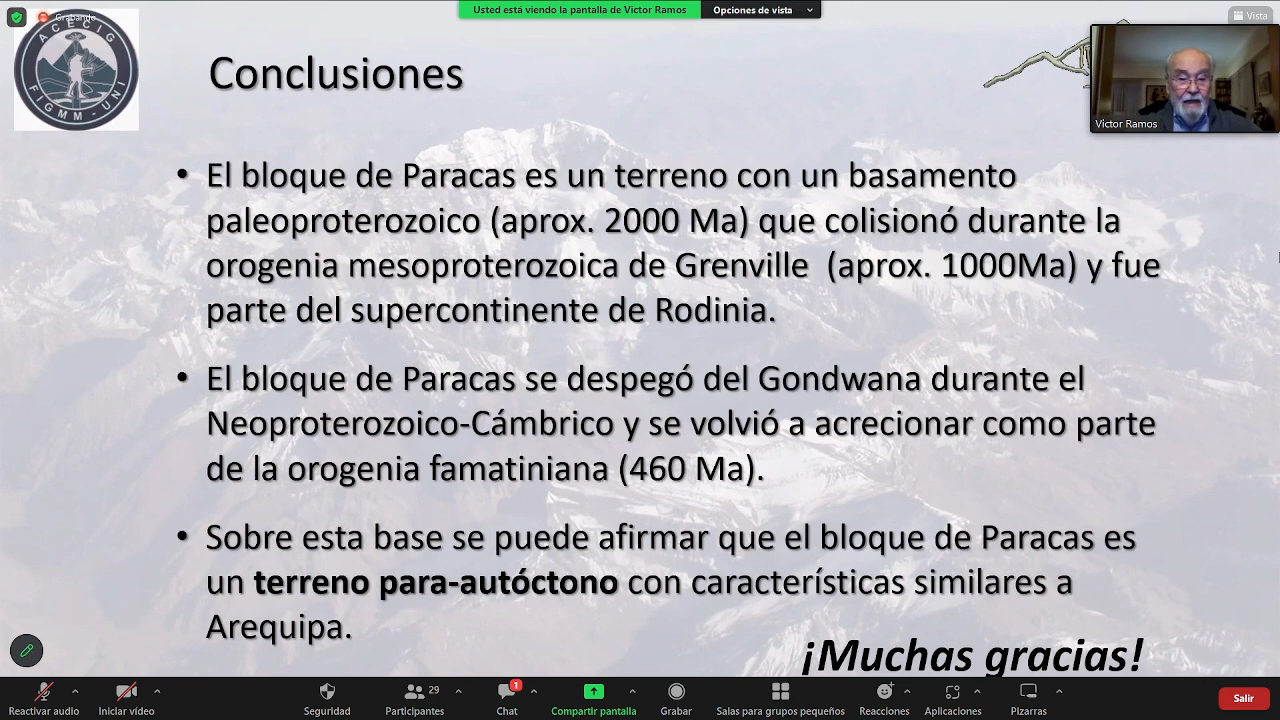 Usted está viendo la pantalla de Victor Ramos
Opciones de vista
Grabando
Vista
ACECIG
FIGMM - UNI
Conclusiones
Victor Ramos
• El bloque de Paracas es un terreno con un basamento
paleoproterozoico (aprox. 2000 Ma) que colisionó durante la
orogenia mesoproterozoica de Grenville (aprox. 1000Ma) y fue
parte del supercontinente de Rodinia.
• El bloque de Paracas se despegó del Gondwana durante el
Neoproterozoico-Cámbrico y se volvió a acrecionar como parte
de la orogenia famatiniana (460 Ma).
• Sobre esta base se puede afirmar que el bloque de Paracas es
un terreno para-autóctono con características similares a
Arequipa.
¡Muchas gracias!
Reactivar audio
Iniciar vídeo
Seguridad
29
Participantes
1
Chat
Compartir pantalla
Grabar
Salas para grupos pequeños
Reacciones
Aplicaciones
Pizarras
Salir